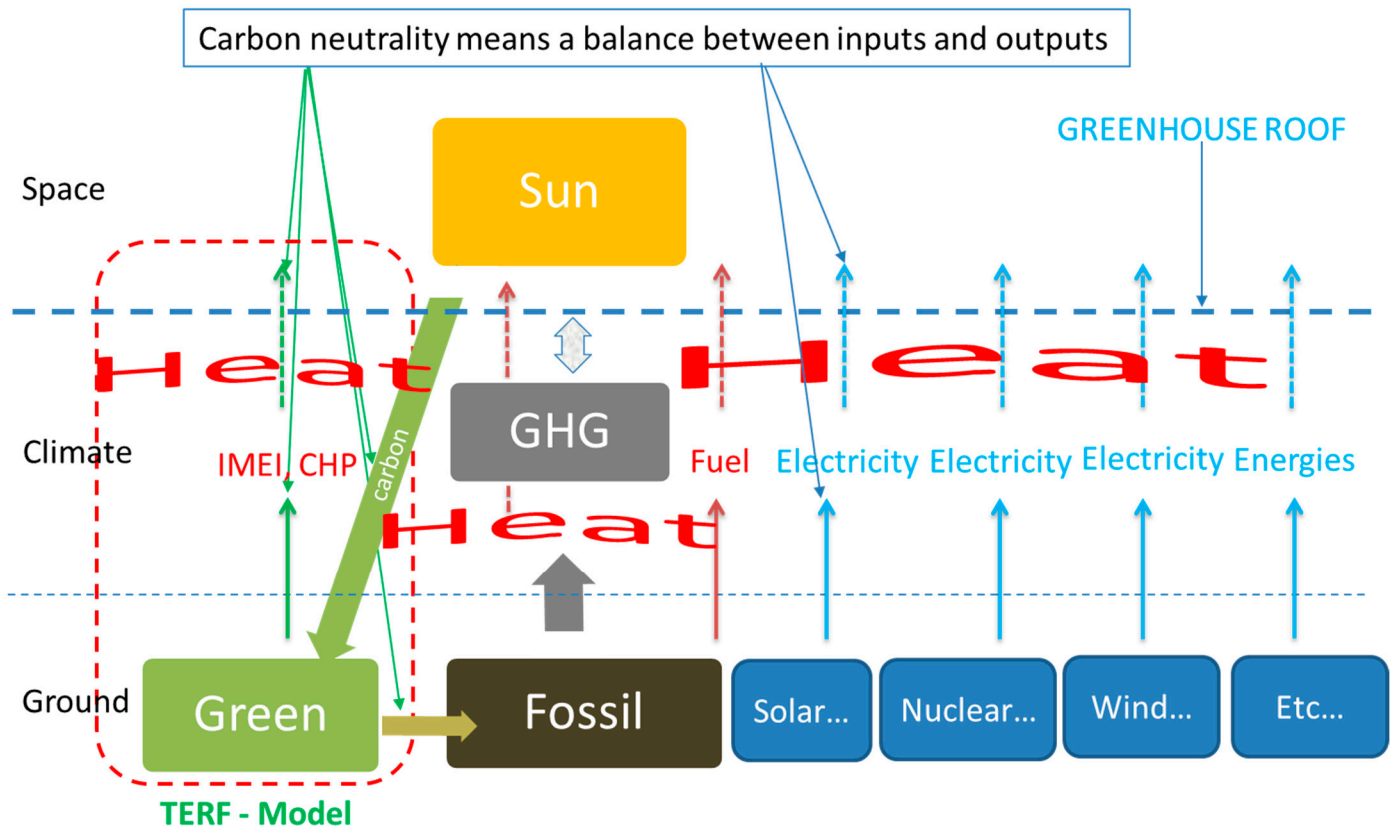 Carbon neutrality means a balance between inputs and outputs
GREENHOUSE ROOF
Space
Sun
Heat
Heat
Climate
IMEI, CHP
carbon
GHG
Fuel
Electricity
Electricity
Electricity
Energies
Heat
Ground
Green
Fossil
Solar...
Nuclear...
Wind...
Etc...
TERF - Model